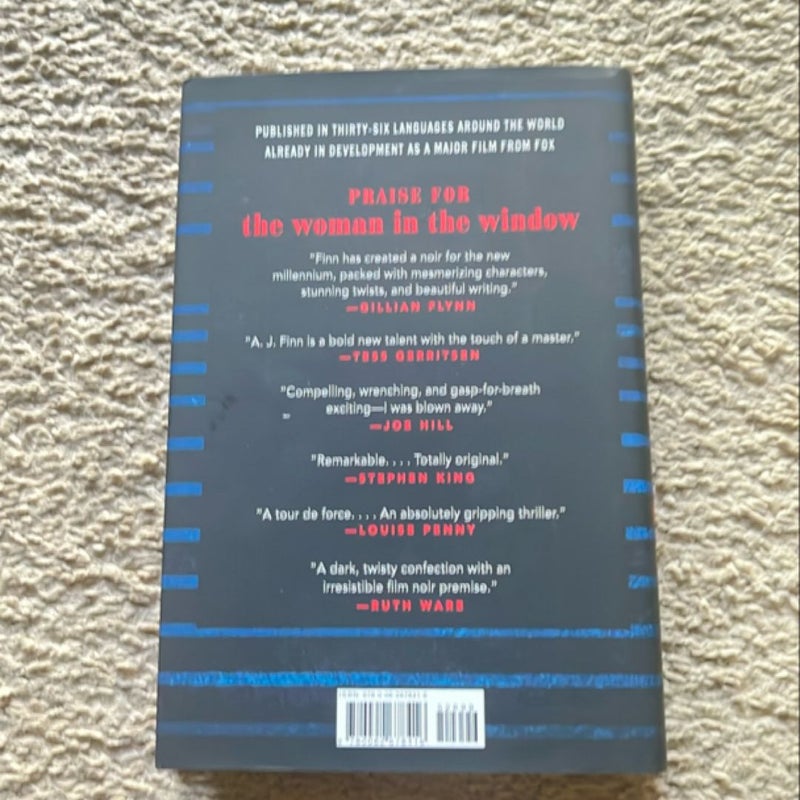 PUBLISHED IN THIRTY-SIX LANGUAGES AROUND THE WORLD
ALREADY IN DEVELOPMENT AS A MAJOR FILM FROM FOX
PRAISE FOR
the woman in the window
"Finn has created a noir for the new
millennium, packed with mesmerizing characters,
stunning twists, and beautiful writing."
—GILLIAN FLYNN
"A. J. Finn is a bold new talent with the touch of a master."
—TESS GERRITSEN
"Compelling, wrenching, and gasp-for-breath
exciting—I was blown away."
—JOE HILL
"Remarkable. . . . Totally original."
—STEPHEN KING
"A tour de force. . . . An absolutely gripping thriller."
—LOUISE PENNY
"A dark, twisty confection with an
irresistible film noir premise."
—RUTH WARE